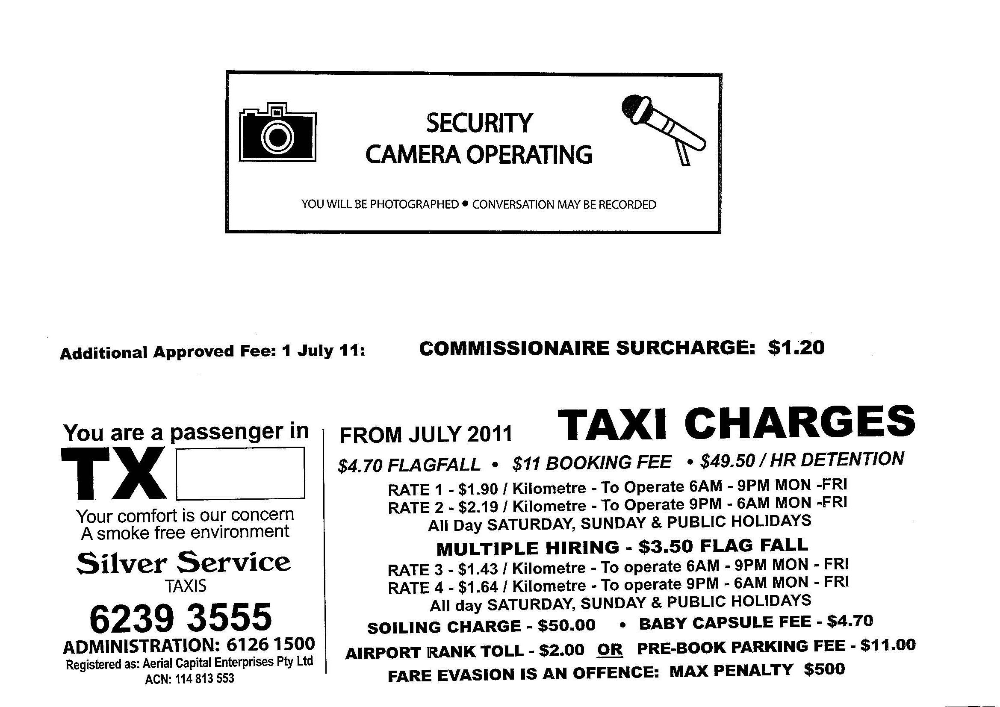 SECURITY
CAMERA OPERATING
YOU WILL BE PHOTOGRAPHED • CONVERSATION MAY BE RECORDED
Additional Approved Fee: 1 July 11: COMMISSIONAIRE SURCHARGE: $1.20
You are a passenger in
TX
Your comfort is our concern
A smoke free environment
Silver Service
TAXIS
6239 3555
ADMINISTRATION: 6126 1500
Registered as: Aerial Capital Enterprises Pty Ltd
ACN: 114 813 553
FROM JULY 2011 TAXI CHARGES
$4.70 FLAGFALL • $11 BOOKING FEE • $49.50 / HR DETENTION
RATE 1 - $1.90 / Kilometre - To Operate 6AM - 9PM MON -FRI
RATE 2 - $2.19 / Kilometre - To Operate 9PM - 6AM MON -FRI
All Day SATURDAY, SUNDAY & PUBLIC HOLIDAYS
MULTIPLE HIRING - $3.50 FLAG FALL
RATE 3 - $1.43 / Kilometre - To operate 6AM - 9PM MON - FRI
RATE 4 - $1.64 / Kilometre - To operate 9PM - 6AM MON - FRI
All day SATURDAY, SUNDAY & PUBLIC HOLIDAYS
SOILING CHARGE - $50.00 • BABY CAPSULE FEE - $4.70
AIRPORT RANK TOLL - $2.00 OR PRE-BOOK PARKING FEE - $11.00
FARE EVASION IS AN OFFENCE: MAX PENALTY $500